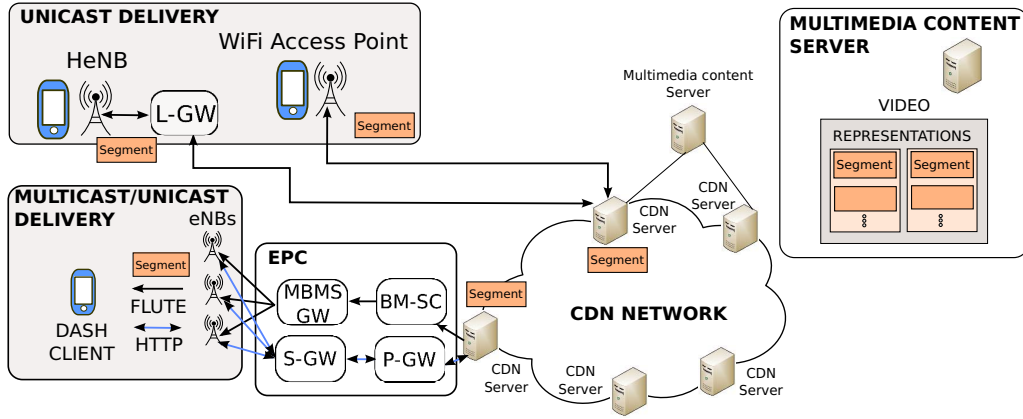 UNICAST DELIVERY
WiFi Access Point
HeNB
L-GW
Segment
Segment
MULTICAST/UNICAST
DELIVERY
eNBs
Segment
FLUTE
HTTP
DASH
CLIENT
EPC
MBMS
GW
BM-SC
S-GW
P-GW
Segment
CDN
Server
Multimedia content
Server
CDN
Server
Segment
CDN
Server
CDN NETWORK
CDN
Server
CDN
Server
MULTIMEDIA CONTENT
SERVER
VIDEO
REPRESENTATIONS
Segment
Segment